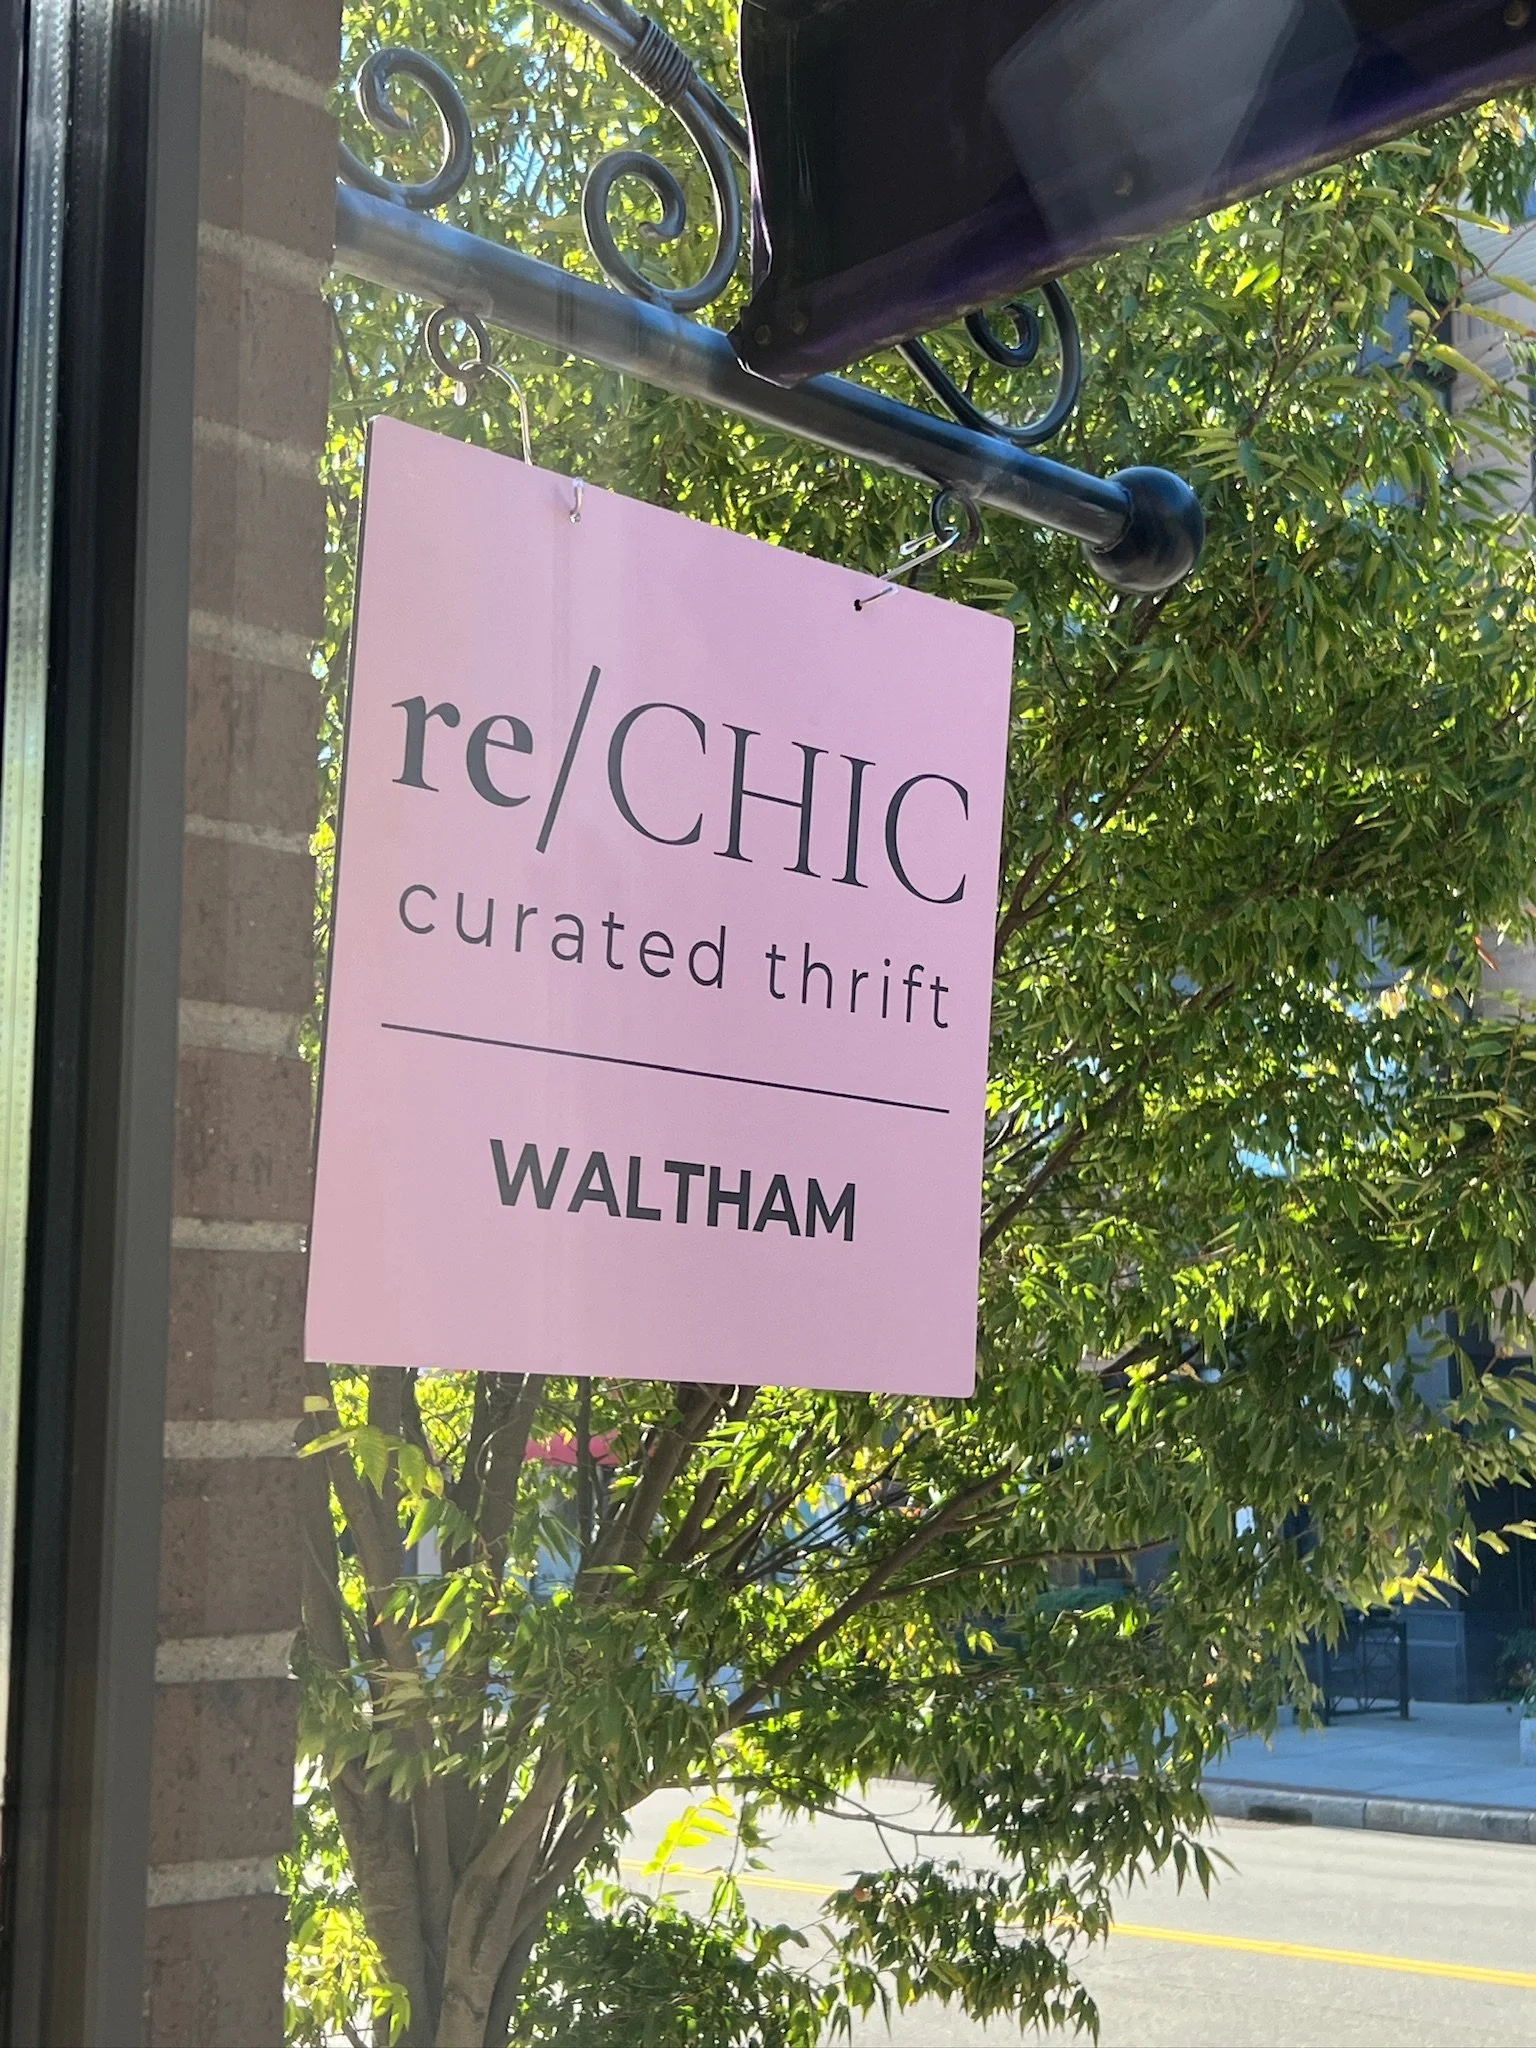 re/CHIC
curated thrift
WALTHAM